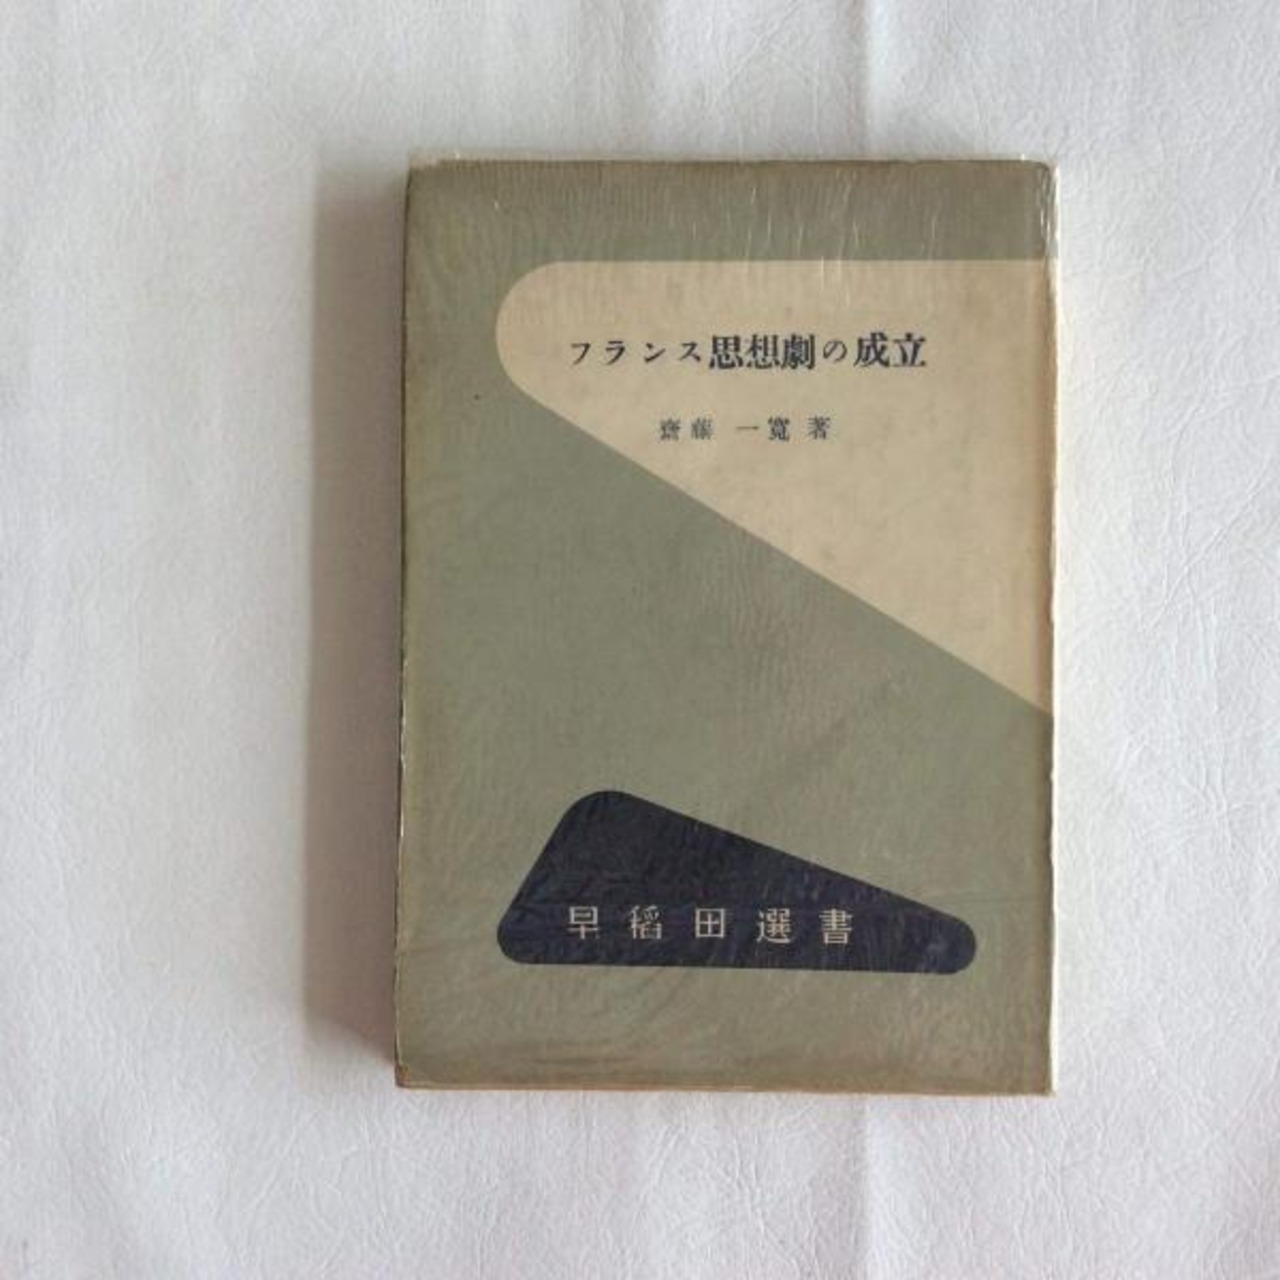 フランス思想劇の成立
齋藤 一寛 著
早稻田選書